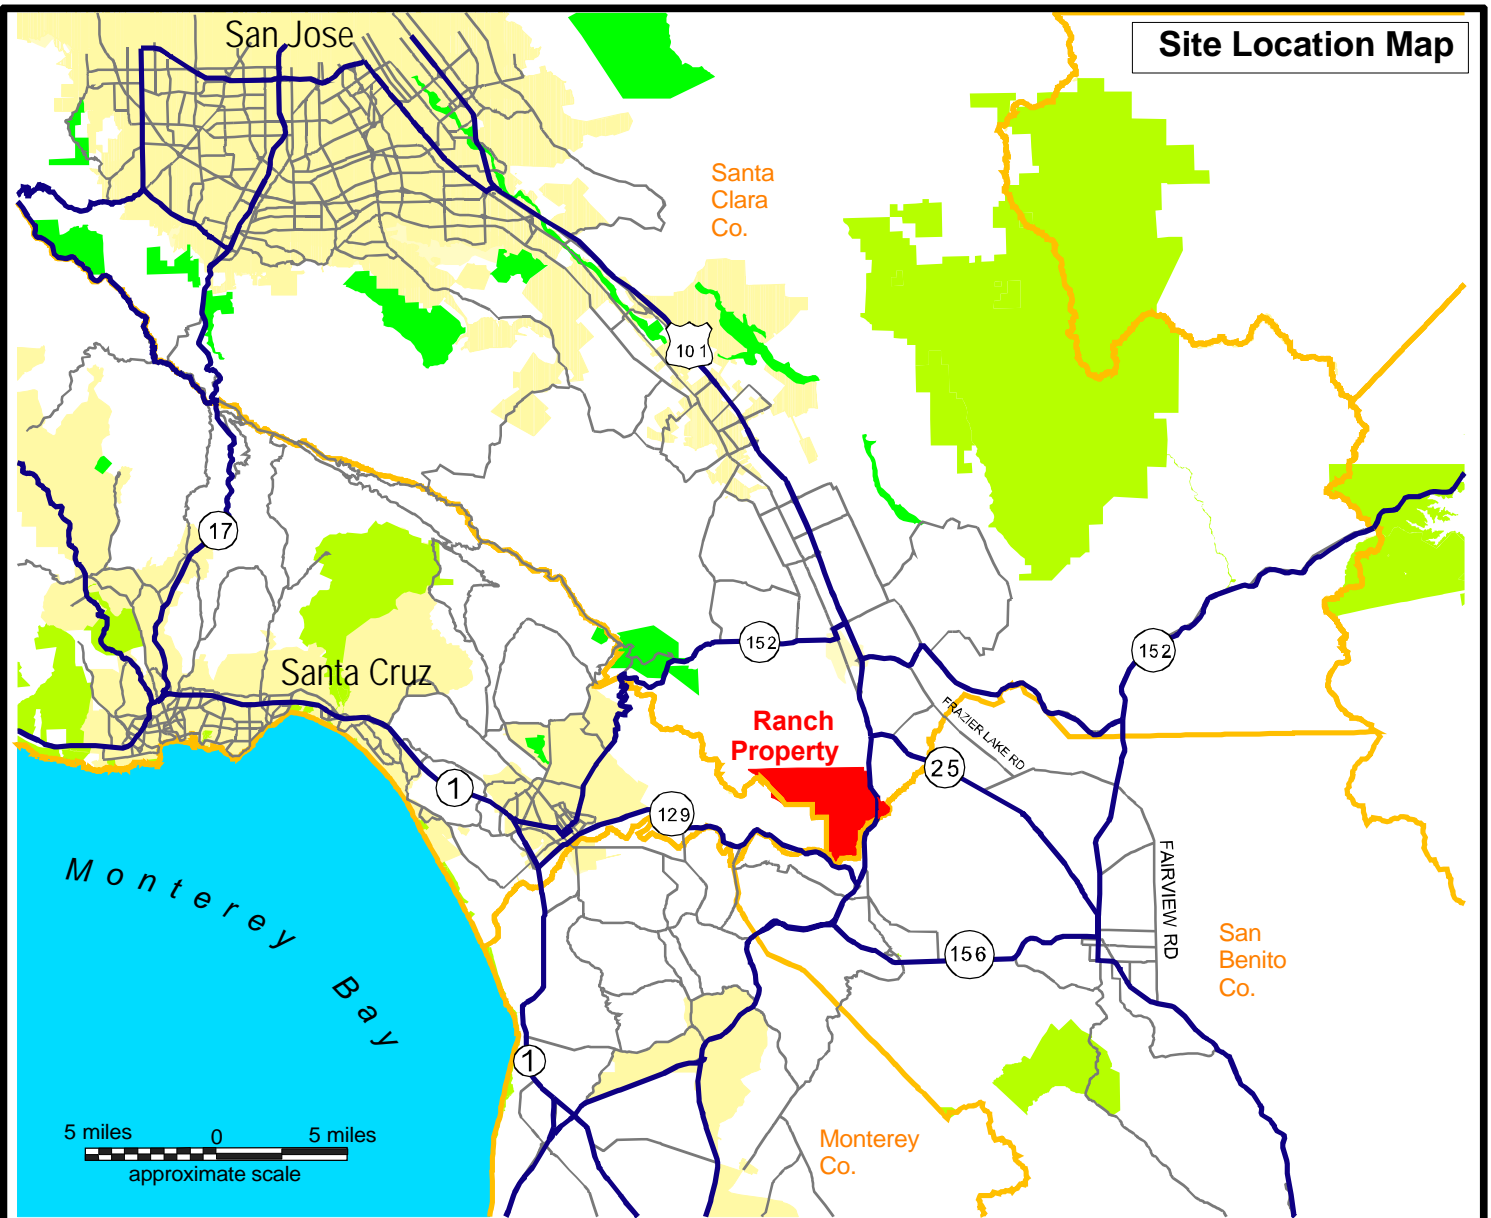 Site Location Map
San Jose
Santa
Clara
Co.
101
17
152
152
Santa Cruz
Ranch
Property
FRAZIER LAKE RD
25
1
129
FAIRVIEW RD
Monterey Bay
156
San
Benito
Co.
1
5 miles 0 5 miles
approximate scale
Monterey
Co.